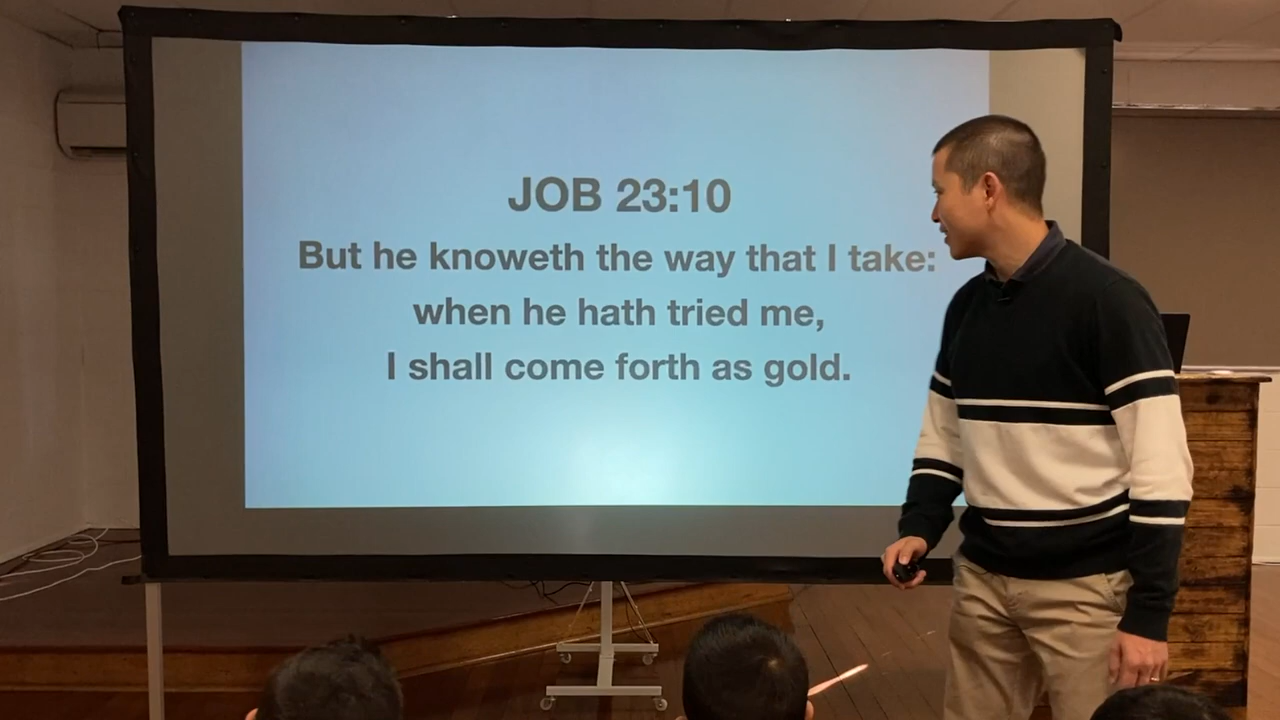 JOB 23:10
But he knoweth the way that I take:
when he hath tried me,
I shall come forth as gold.